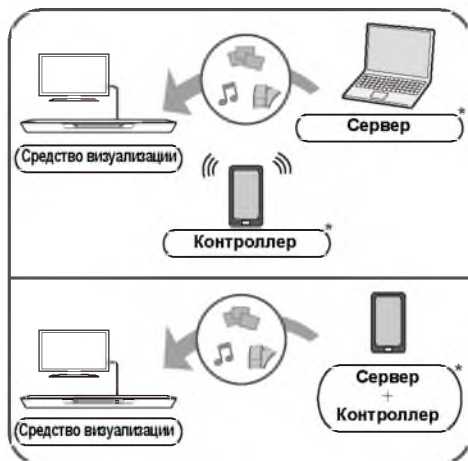 Сервер*
Средство визуализации
Контроллер*
Сервер*
+
Контроллер
Средство визуализации